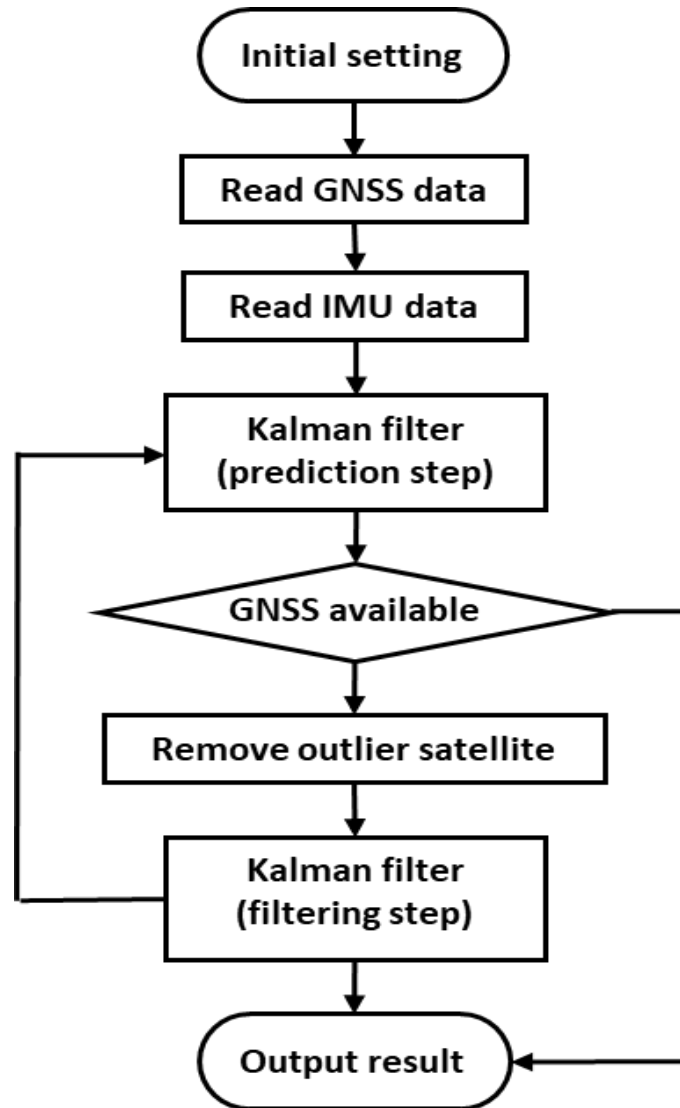 Initial setting
Read GNSS data
Read IMU data
Kalman filter
(prediction step)
GNSS available
Remove outlier satellite
Kalman filter
(filtering step)
Output result